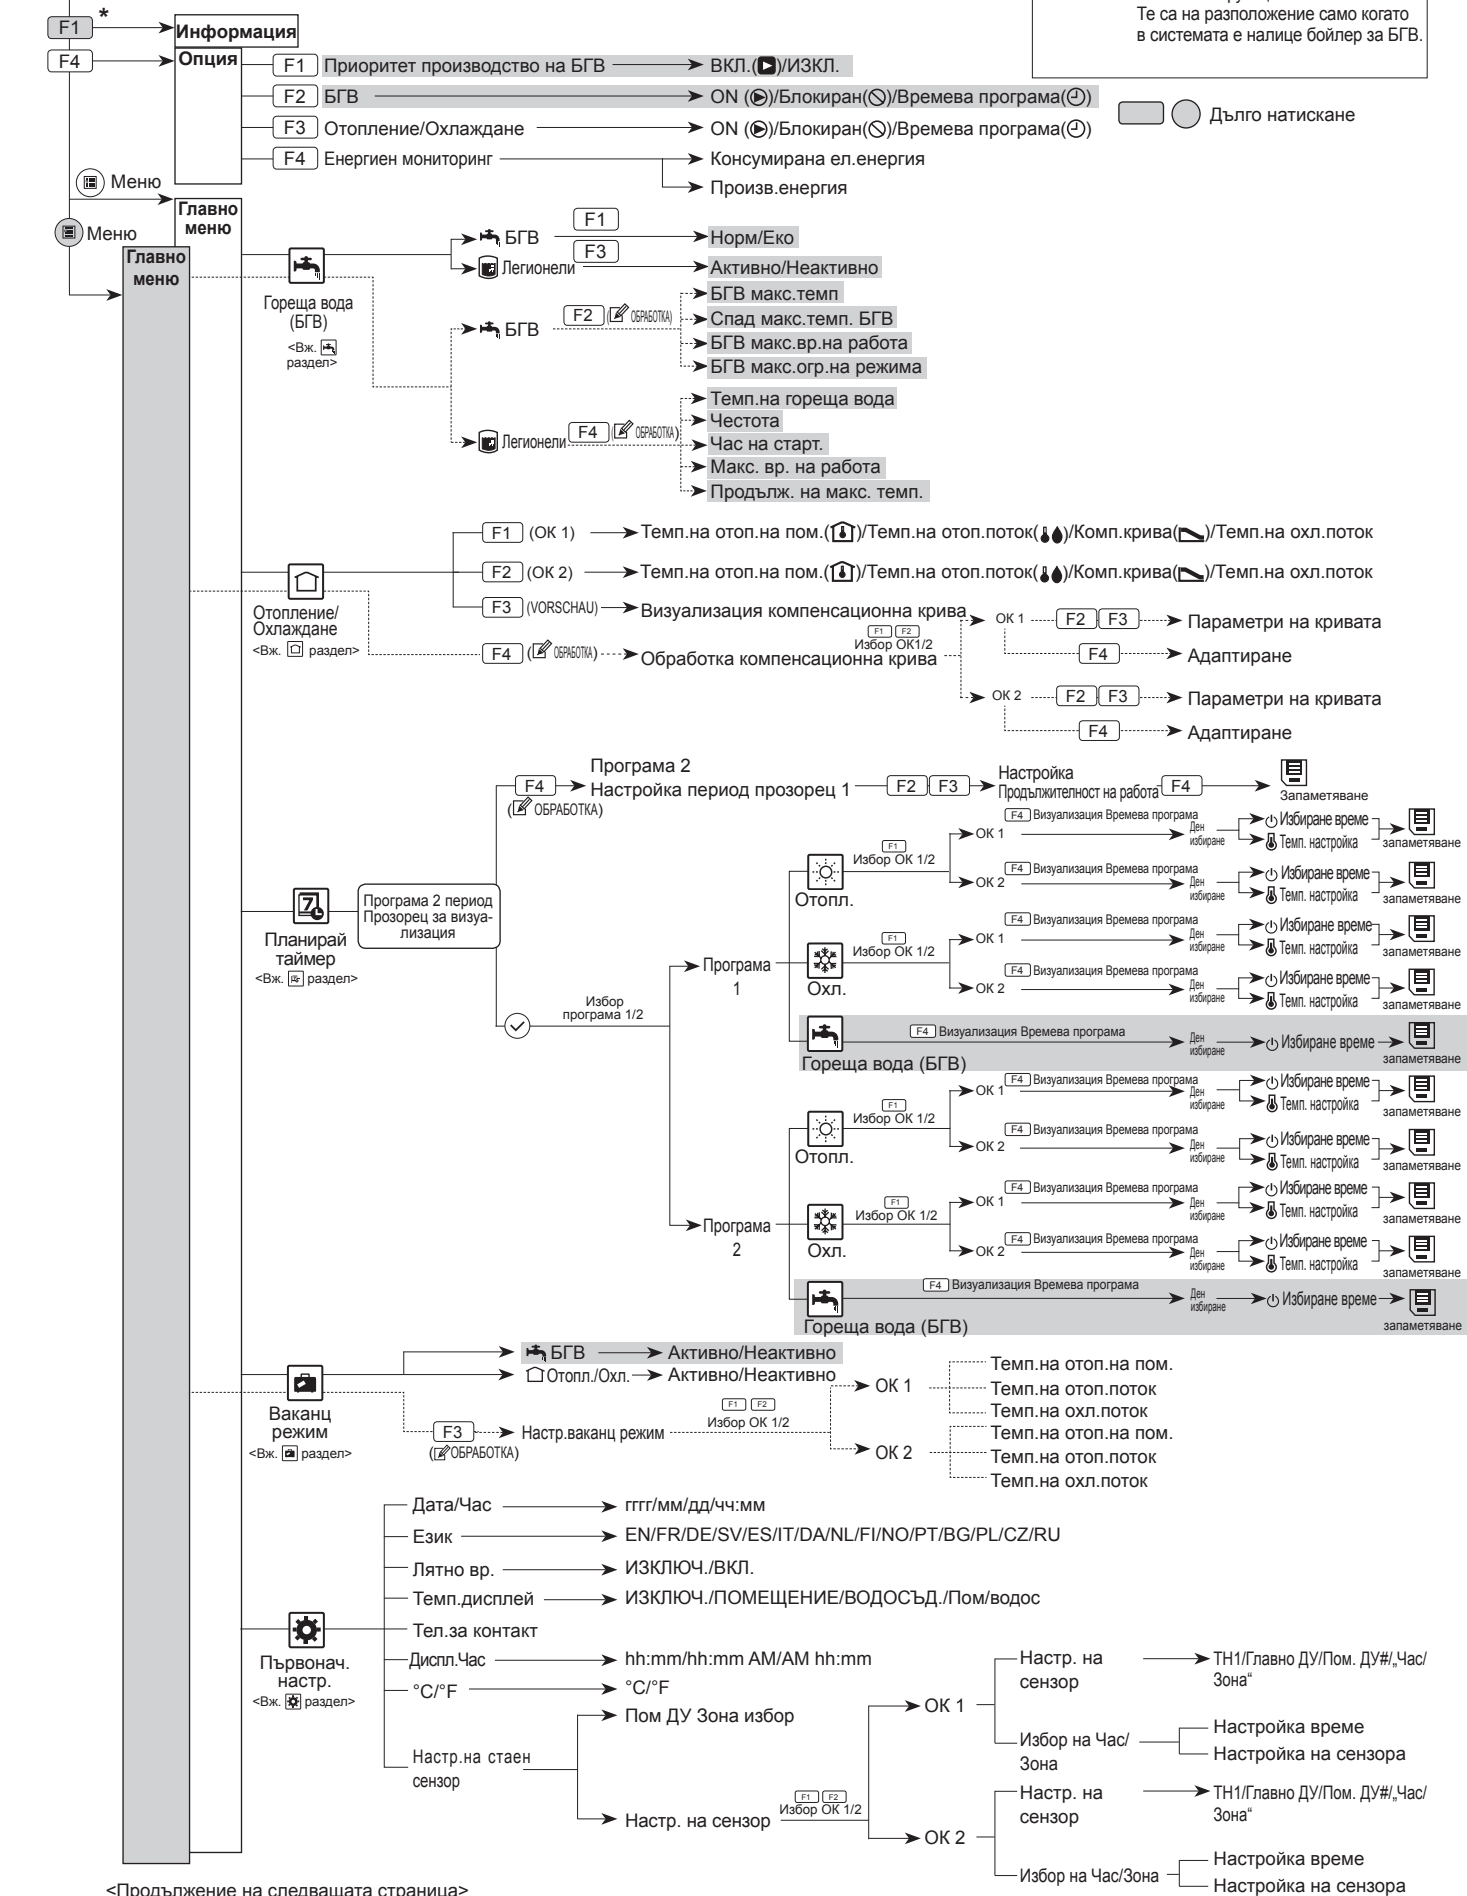 Те са на разположение само когато
в системата е налице бойлер за БГВ.
F1 * Информация
F4 Опция
F1 Приоритет производство на БГВ ВКЛ.()/ИЗКЛ.
F2 БГВ ON ()/Блокиран()/Времева програма()
Дълго натискане
F3 Отопление/Охлаждане ON ()/Блокиран()/Времева програма()
F4 Енергиен мониторинг Консумирана ел.енергия
Произв.енергия
Меню
Главно
меню
Меню
Главно
меню
Гореща вода
(БГВ)
<Вж. раздел>
БГВ F1 Норм/Еко
Легионели F3 Активно/Неактивно
БГВ F2 (ОБРАБОТКА)
БГВ макс.темп
Спад макс.темп. БГВ
БГВ макс.вр.на работа
БГВ макс.огр.на режима
Легионели F4 (ОБРАБОТКА)
Темп.на гореща вода
Честота
Час на старт.
Макс. вр. на работа
Продълж. на макс. темп.
Отопление/
Охлаждане
<Вж. раздел>
F1 (ОК 1) Темп.на отоп.на пом.()/Темп.на отоп.поток()/Комп.крива()/Темп.на охл.поток
F2 (ОК 2) Темп.на отоп.на пом.()/Темп.на отоп.поток()/Комп.крива()/Темп.на охл.поток
F3 (VORSCHAU) Визуализация компенсационна крива
F4 (ОБРАБОТКА) Обработка компенсационна крива
F1 F2
Избор ОК1/2
ОК 1 F2 F3 Параметри на кривата
F4 Адаптиране
ОК 2 F2 F3 Параметри на кривата
F4 Адаптиране
Планирай
таймер
<Вж. раздел>
Програма 2 период
Прозорец за визуа-
лизация
F4
(ОБРАБОТКА)
Програма 2
Настройка период прозорец 1 F2 F3
Настройка
Продължителност на работа F4
Запаметяване
Избор
програма 1/2
Програма
1
Отопл.
F1
Избор ОК 1/2
ОК 1 F4 Визуализация Времева програма
Ден
избиране
Избиране време
Темп. настройка
запаметяване
ОК 2 F4 Визуализация Времева програма
Ден
избиране
Избиране време
Темп. настройка
запаметяване
Охл.
F1
Избор ОК 1/2
ОК 1 F4 Визуализация Времева програма
Ден
избиране
Избиране време
Темп. настройка
запаметяване
ОК 2 F4 Визуализация Времева програма
Ден
избиране
Избиране време
Темп. настройка
запаметяване
Гореща вода (БГВ)
F4 Визуализация Времева програма
Ден
избиране
Избиране време
запаметяване
Програма
2
Отопл.
F1
Избор ОК 1/2
ОК 1 F4 Визуализация Времева програма
Ден
избиране
Избиране време
Темп. настройка
запаметяване
ОК 2 F4 Визуализация Времева програма
Ден
избиране
Избиране време
Темп. настройка
запаметяване
Охл.
F1
Избор ОК 1/2
ОК 1 F4 Визуализация Времева програма
Ден
избиране
Избиране време
Темп. настройка
запаметяване
ОК 2 F4 Визуализация Времева програма
Ден
избиране
Избиране време
Темп. настройка
запаметяване
Гореща вода (БГВ)
F4 Визуализация Времева програма
Ден
избиране
Избиране време
запаметяване
Ваканц
режим
<Вж. раздел>
БГВ Активно/Неактивно
Отопл./Охл. Активно/Неактивно
F3
(ОБРАБОТКА)
Настр.ваканц режим
F1 F2
Избор ОК 1/2
ОК 1
Темп.на отоп.на пом.
Темп.на отоп.поток
Темп.на охл.поток
ОК 2
Темп.на отоп.на пом.
Темп.на отоп.поток
Темп.на охл.поток
Първонач.
настр.
<Вж. раздел>
Дата/Час гггг/мм/дд/чч:мм
Език EN/FR/DE/SV/ES/IT/DA/NL/FI/NO/PT/BG/PL/CZ/RU
Лятно вр. ИЗКЛЮЧ./ВКЛ.
Темп.дисплей ИЗКЛЮЧ./ПОМЕЩЕНИЕ/ВОДОСЪД./Пом/водос
Тел.за контакт
Диспл.Час hh:mm/hh:mm AM/AM hh:mm
°C/°F °C/°F
Настр.на стаен
сензор
Пом ДУ Зона избор
Настр. на сензор
F1 F2
Избор ОК 1/2
ОК 1
Настр. на
сензор
TH1/Главно ДУ/Пом. ДУ#/„Час/
Зона“
Избор на Час/
Зона
Настройка време
Настройка на сензора
ОК 2
Настр. на
сензор
TH1/Главно ДУ/Пом. ДУ#/„Час/
Зона“
Избор на Час/Зона
Настройка време
Настройка на сензора
<Продължение на следващата страница>